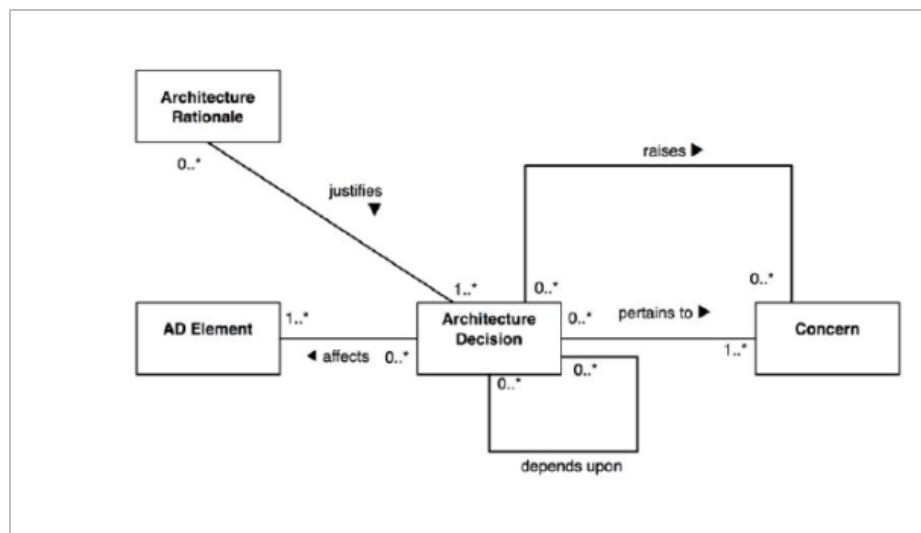 Architecture
Rationale
0..*
raises ▶
justifies
▼
1..*
0..*
0..*
AD Element
1..*
◀ affects
0..*
Architecture
Decision
0..*
pertains to ▶
1..*
Concern
0..*
0..*
depends upon